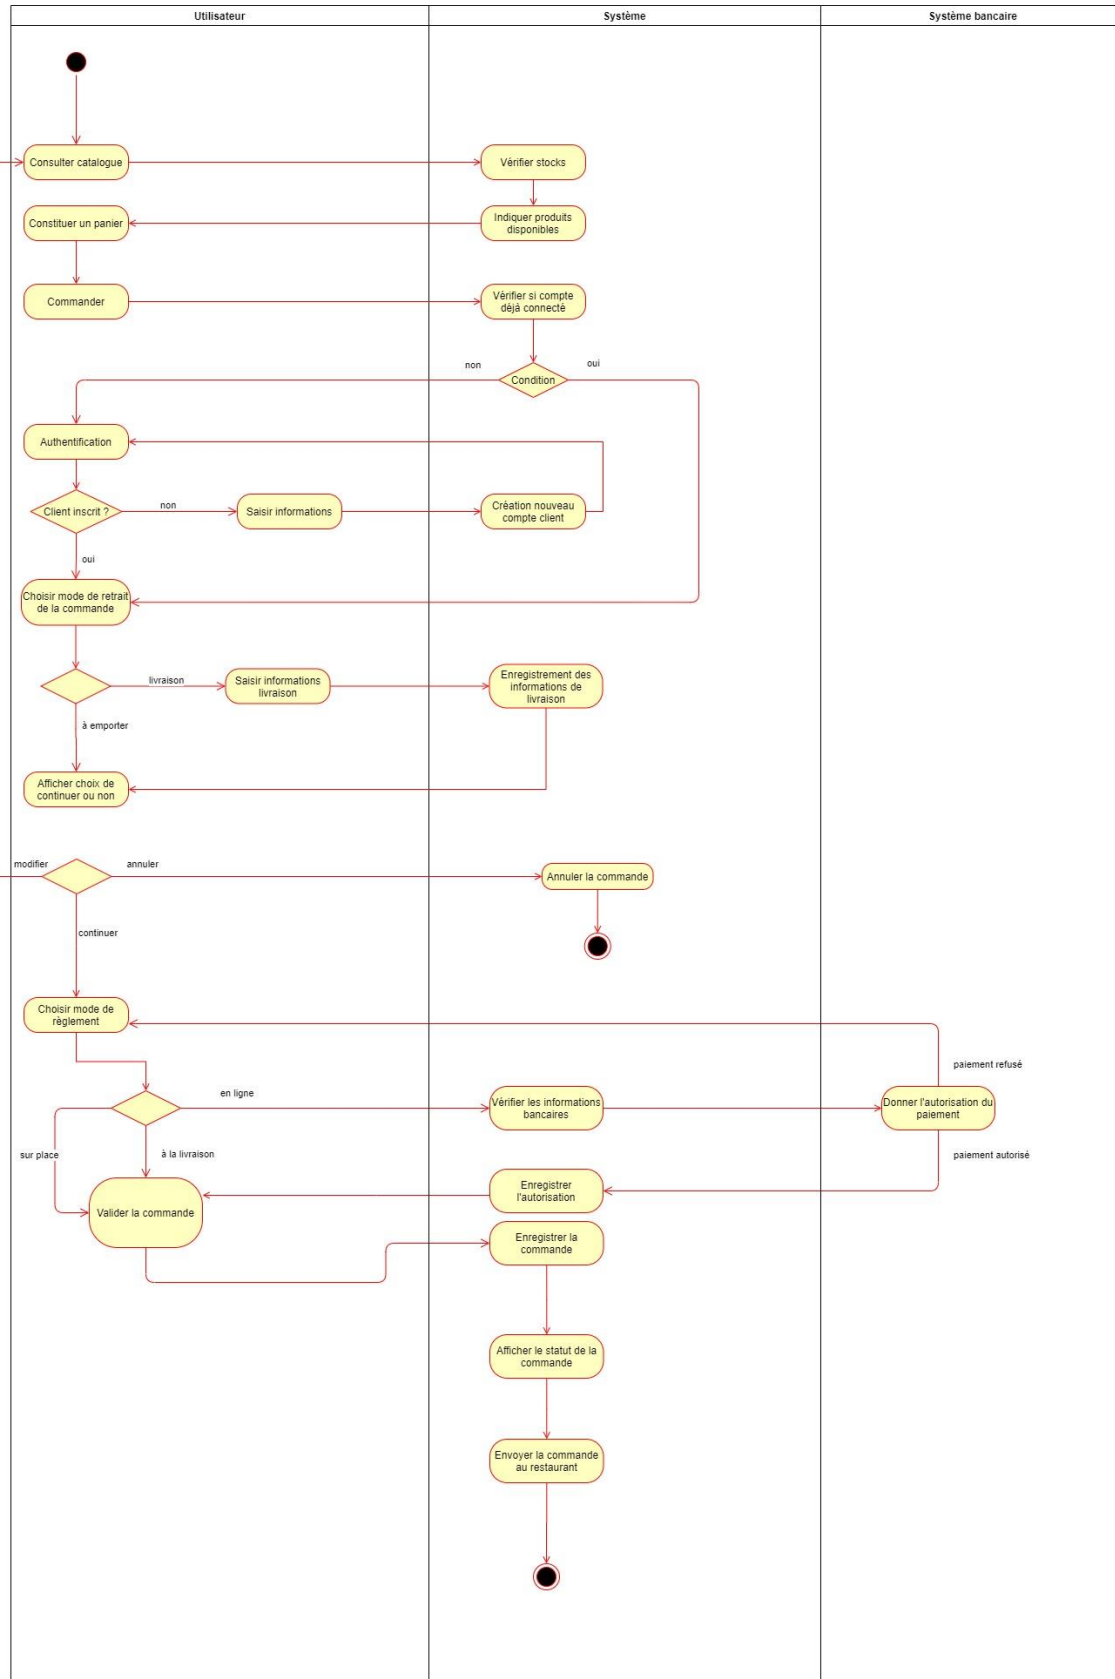 Utilisateur
Système
Système bancaire
Consulter catalogue
Vérifier stocks
Constituer un panier
Indiquer produits
disponibles
Commander
Vérifier si compte
déjà connecté
non
Condition
oui
Authentification
Client inscrit ?
non
Saisir informations
Création nouveau
compte client
oui
Choisir mode de retrait
de la commande
livraison
Saisir informations
livraison
Enregistrement des
informations de
livraison
à emporter
Afficher choix de
continuer ou non
modifier
annuler
Annuler la commande
continuer
Choisir mode de
règlement
paiement refusé
en ligne
Vérifier les informations
bancaires
Donner l'autorisation du
paiement
sur place
à la livraison
paiement autorisé
Enregistrer
l'autorisation
Valider la commande
Enregistrer la
commande
Afficher le statut de la
commande
Envoyer la commande
au restaurant